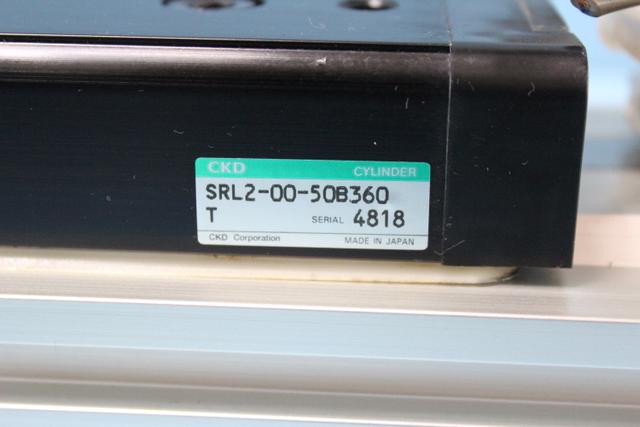 CKD CYLINDER
SRL2-00-50B360
T SERIAL 4818
CKD Corporation MADE IN JAPAN